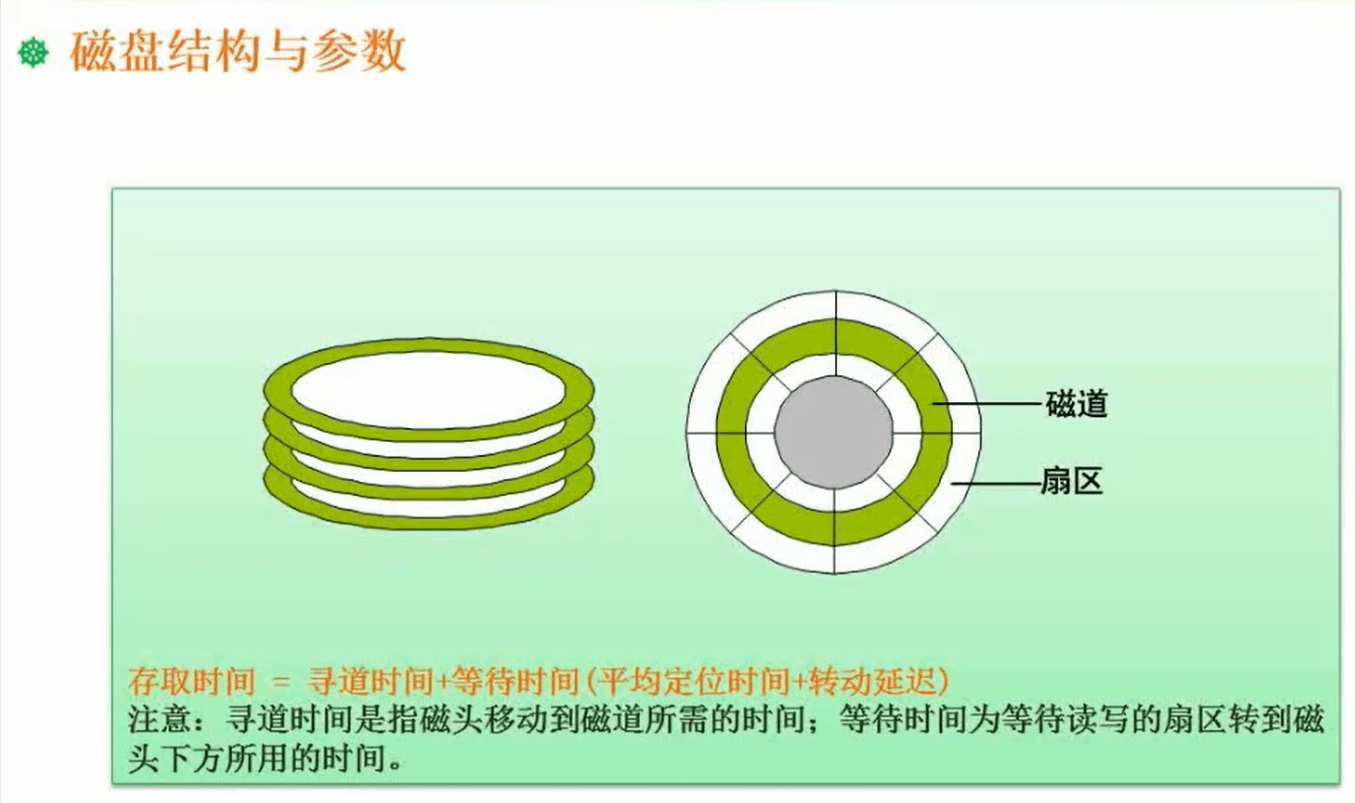 磁盘结构与参数
磁道
扇区
存取时间 = 寻道时间+等待时间(平均定位时间+转动延迟)
注意：寻道时间是指磁头移动到磁道所需的时间；等待时间为等待读写的扇区转到磁
头下方所用的时间。